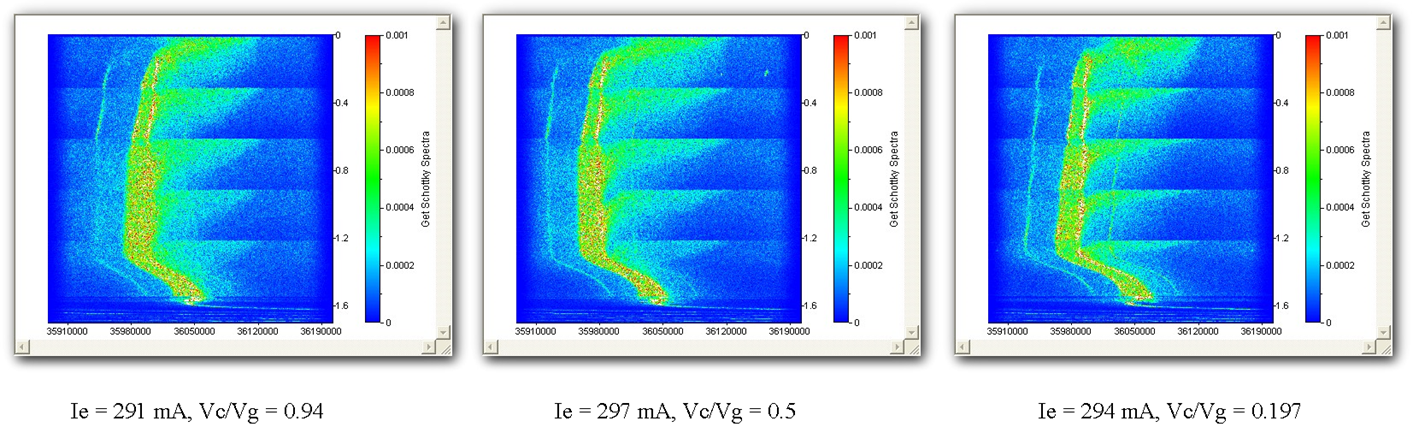 0 0.001 0 0.001 0 0.001
0.0008 0.0008 0.0008
-0.4 -0.4 -0.4
0.0006 0.0006 0.0006
-0.8 Get Schottky Spectra -0.8 Get Schottky Spectra -0.8 Get Schottky Spectra
0.0004 0.0004 0.0004
-1.2 -1.2 -1.2
0.0002 0.0002 0.0002
-1.6 -1.6 -1.6
0 0 0
35910000 35980000 36050000 36120000 36190000 35910000 35980000 36050000 36120000 36190000 35910000 35980000 36050000 36120000 36190000
Ie = 291 mA, Vc/Vg = 0.94 Ie = 297 mA, Vc/Vg = 0.5 Ie = 294 mA, Vc/Vg = 0.197